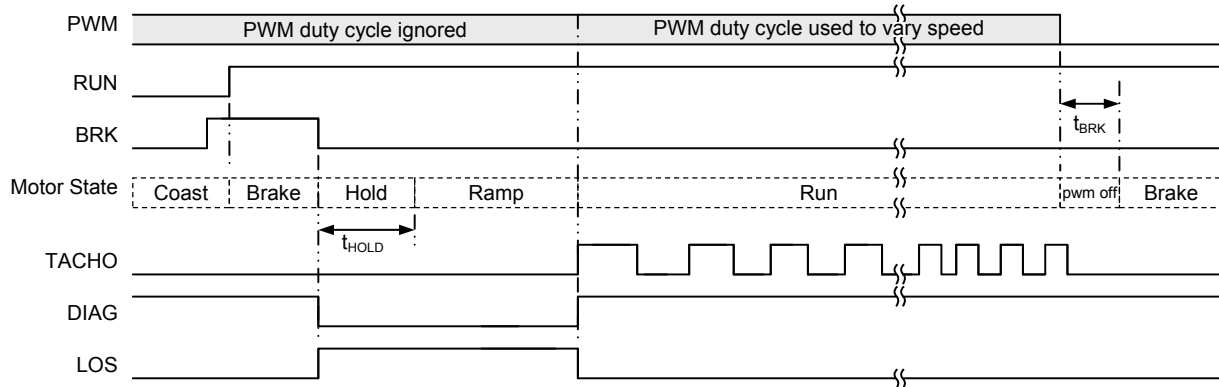 PWM
PWM duty cycle ignored
PWM duty cycle used to vary speed
RUN
BRK
tBRK
Motor State
Coast
Brake
Hold
Ramp
Run
pwm off
Brake
tHOLD
TACHO
DIAG
LOS